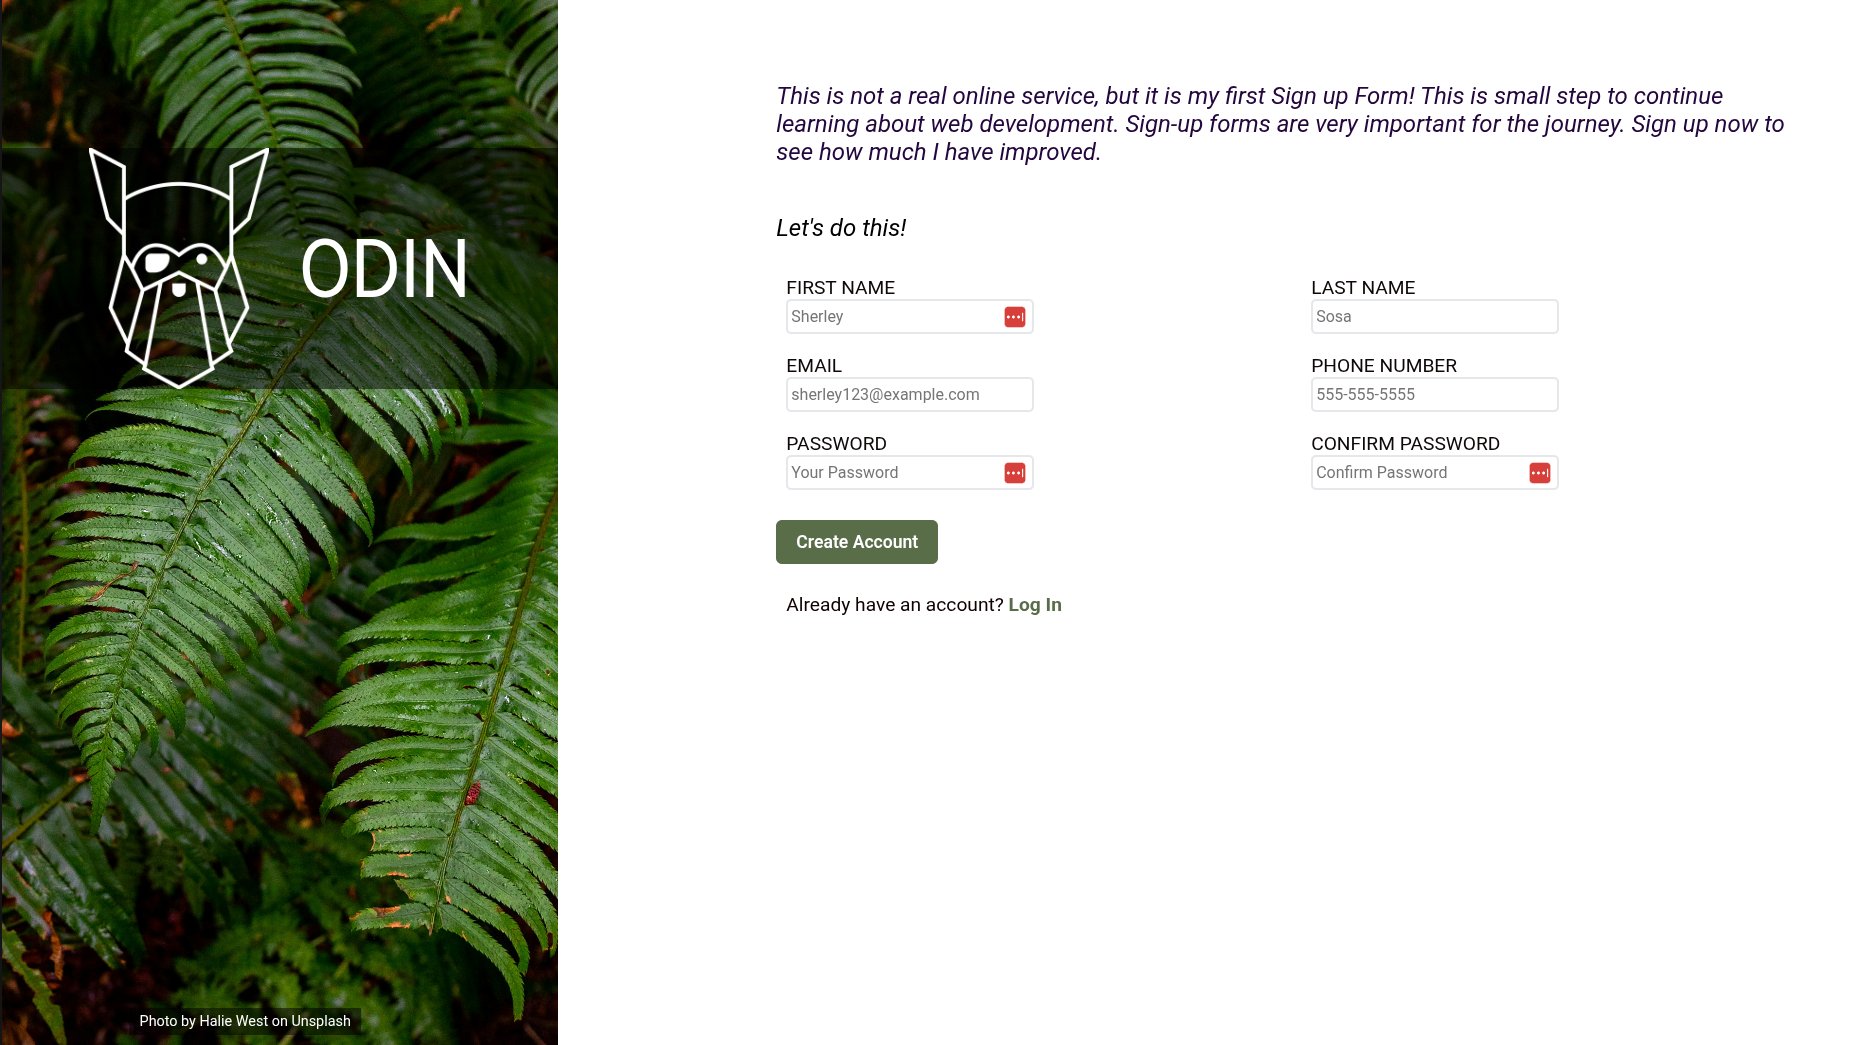 ODIN
Photo by Halie West on Unsplash
This is not a real online service, but it is my first Sign up Form! This is small step to continue
learning about web development. Sign-up forms are very important for the journey. Sign up now to
see how much I have improved.
Let's do this!
FIRST NAME
Sherley
LAST NAME
Sosa
EMAIL
sherley123@example.com
PHONE NUMBER
555-555-5555
PASSWORD
Your Password
CONFIRM PASSWORD
Confirm Password
Create Account
Already have an account? Log In